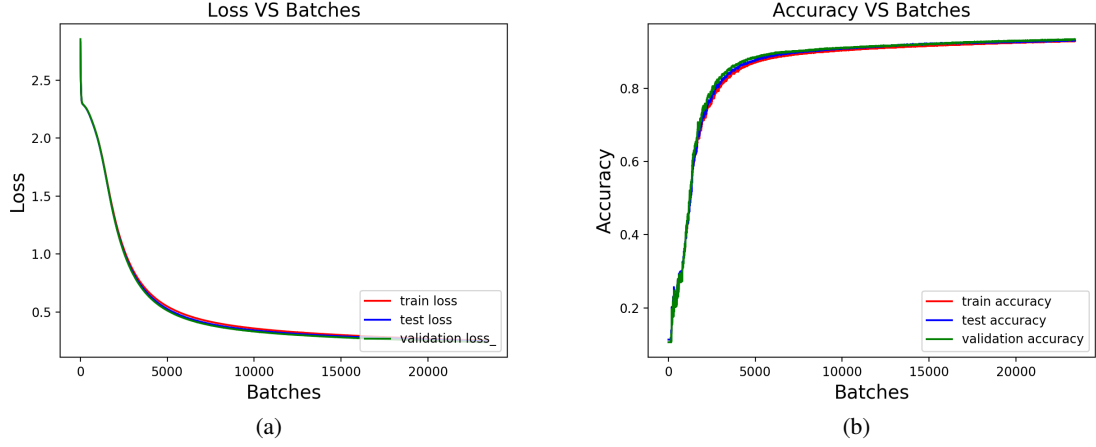 Loss VS Batches
2.5
2.0
1.5
1.0
0.5
Loss
0 5000 10000 15000 20000
Batches
train loss
test loss
validation loss_
(a)
Accuracy VS Batches
0.8
0.6
0.4
0.2
Accuracy
0 5000 10000 15000 20000
Batches
train accuracy
test accuracy
validation accuracy
(b)